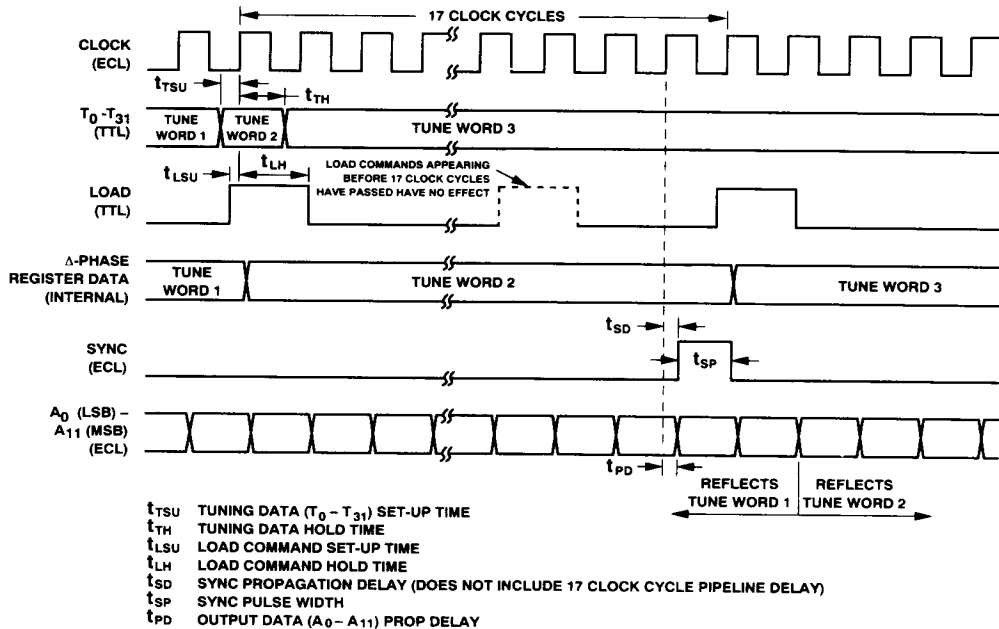 17 CLOCK CYCLES
CLOCK
(ECL)
tTSU
tTH
T0 -T31
(TTL)
TUNE
WORD 1
TUNE
WORD 2
TUNE WORD 3
tLSU
tLH
LOAD COMMANDS APPEARING
BEFORE 17 CLOCK CYCLES
HAVE PASSED HAVE NO EFFECT
LOAD
(TTL)
Δ-PHASE
REGISTER DATA
(INTERNAL)
TUNE
WORD 1
TUNE WORD 2
TUNE WORD 3
tSD
SYNC
(ECL)
tSP
A0 (LSB) –
A11 (MSB)
(ECL)
tPD
REFLECTS
TUNE WORD 1
REFLECTS
TUNE WORD 2
tTSU TUNING DATA (T0 – T31) SET-UP TIME
tTH TUNING DATA HOLD TIME
tLSU LOAD COMMAND SET-UP TIME
tLH LOAD COMMAND HOLD TIME
tSD SYNC PROPAGATION DELAY (DOES NOT INCLUDE 17 CLOCK CYCLE PIPELINE DELAY)
tSP SYNC PULSE WIDTH
tPD OUTPUT DATA (A0 – A11) PROP DELAY